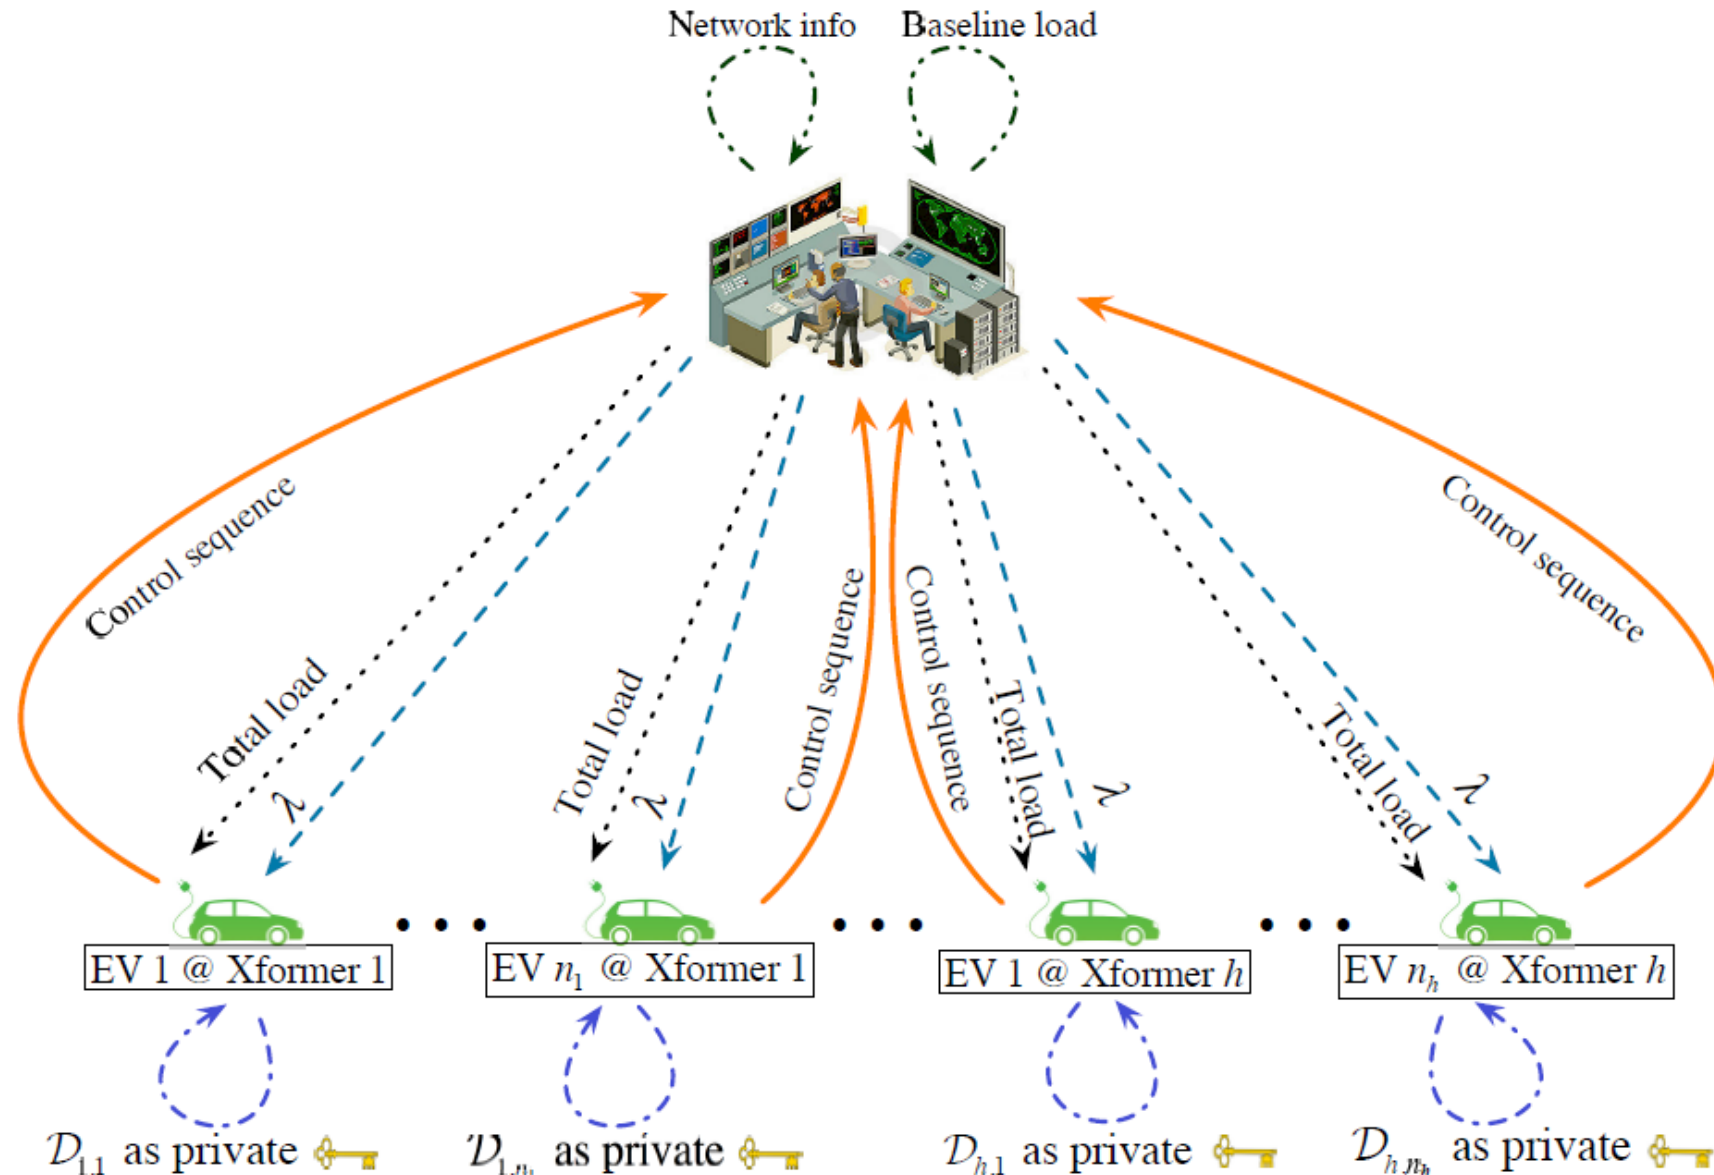 Network info
Baseline load
Control sequence
Total load
λ
Total load
λ
Control sequence
Control sequence
Total load
λ
Total load
λ
Control sequence
EV 1 @ Xformer 1
EV n₁ @ Xformer 1
EV 1 @ Xformer h
EV nₕ @ Xformer h
𝒟₁,₁ as private
𝒟₁,ₙ₁ as private
𝒟ₕ,₁ as private
𝒟ₕ,ₙₕ as private